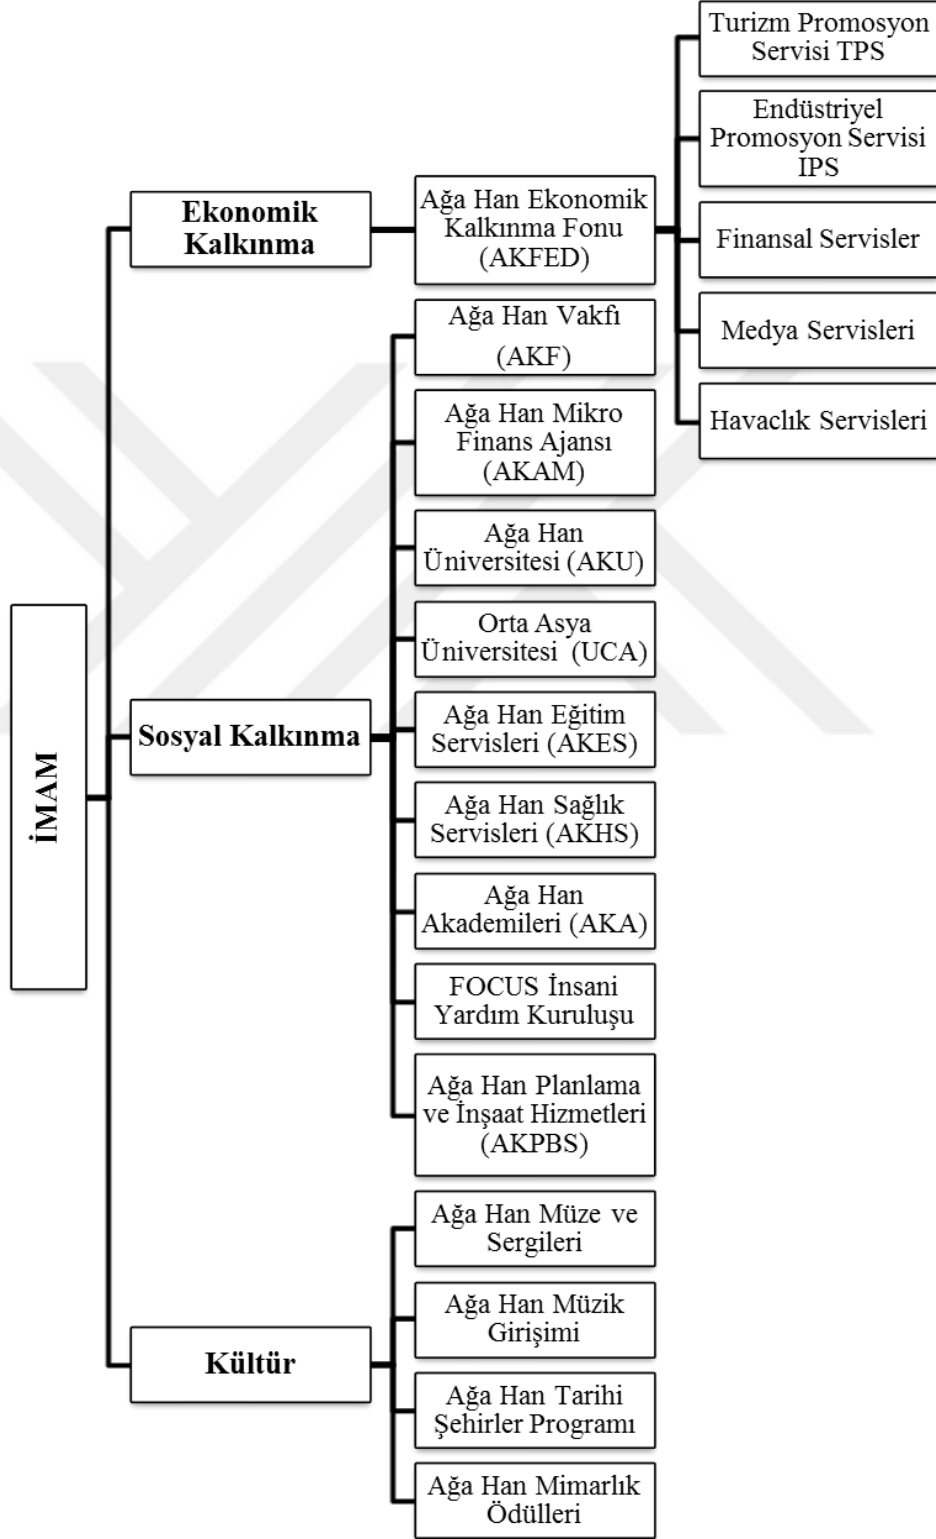 İMAM
Ekonomik
Kalkınma
Ağa Han Ekonomik
Kalkınma Fonu
(AKFED)
Turizm Promosyon
Servisi TPS
Endüstriyel
Promosyon Servisi
IPS
Finansal Servisler
Medya Servisleri
Havaclık Servisleri
Sosyal Kalkınma
Ağa Han Vakfı
(AKF)
Ağa Han Mikro
Finans Ajansı
(AKAM)
Ağa Han
Üniversitesi (AKU)
Orta Asya
Üniversitesi (UCA)
Ağa Han Eğitim
Servisleri (AKES)
Ağa Han Sağlık
Servisleri (AKHS)
Ağa Han
Akademileri (AKA)
FOCUS İnsani
Yardım Kuruluşu
Ağa Han Planlama
ve İnşaat Hizmetleri
(AKPBS)
Kültür
Ağa Han Müze ve
Sergileri
Ağa Han Müzik
Girişimi
Ağa Han Tarihi
Şehirler Programı
Ağa Han Mimarlık
Ödülleri